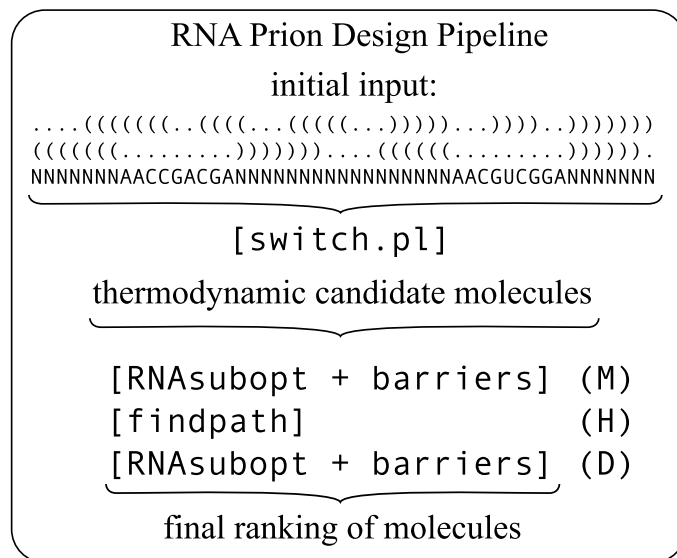 RNA Prion Design Pipeline
initial input:
....(((((((..((((...(((((...)))))...))))..)))))))
(((((((.........)))))))....((((((.........)))))).
NNNNNNNAACCGACGANNNNNNNNNNNNNNNNNAACGUCGGANNNNNNN
[switch.pl]
thermodynamic candidate molecules
[RNAsubopt + barriers] (M)
[findpath] (H)
[RNAsubopt + barriers] (D)
final ranking of molecules